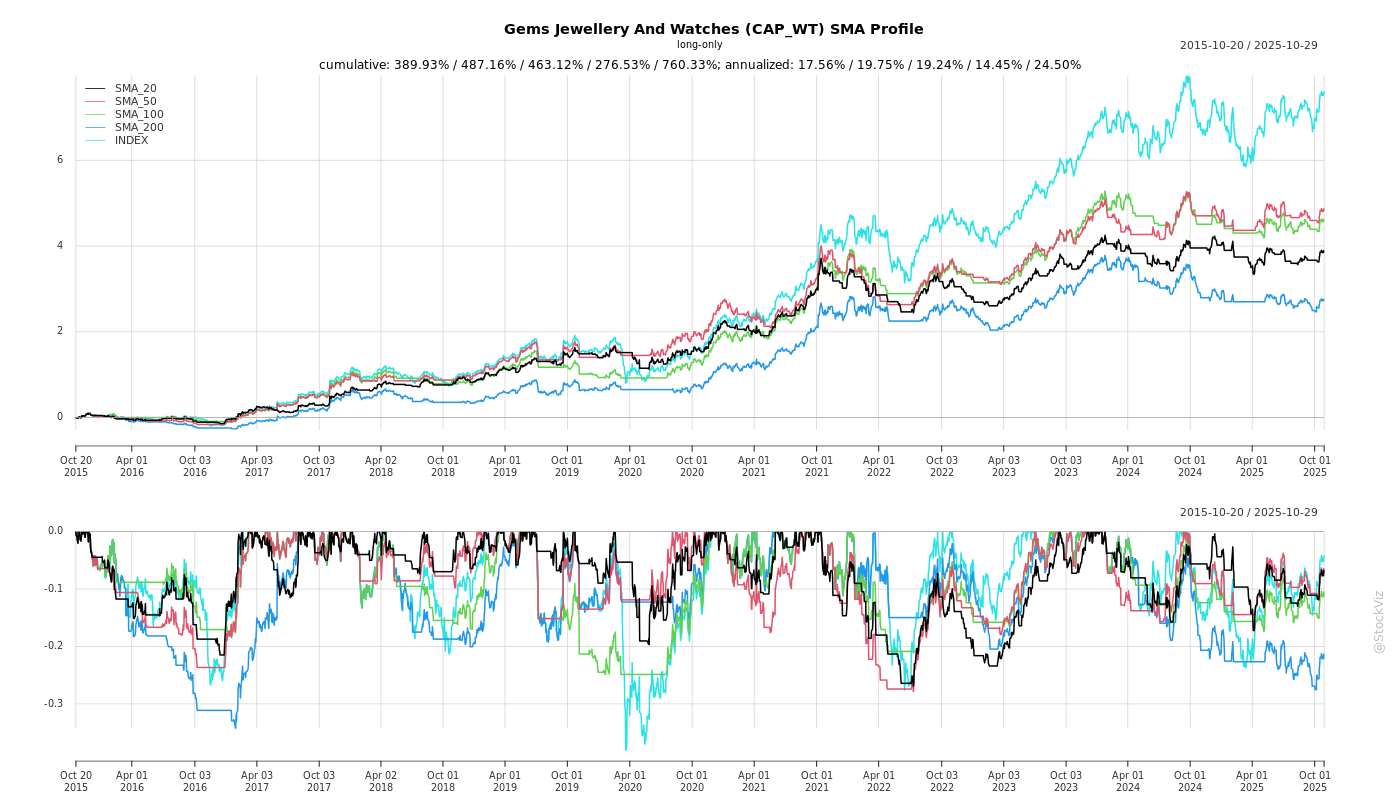 Gems Jewellery And Watches (CAP_WT) SMA Profile
long-only
2015-10-20 / 2025-10-29
cumulative: 389.93% / 487.16% / 463.12% / 276.53% / 760.33%; annualized: 17.56% / 19.75% / 19.24% / 14.45% / 24.50%
SMA_20
SMA_50
SMA_100
SMA_200
INDEX
6
4
2
0
Oct 20 Apr 01 Oct 03 Apr 03 Oct 03 Apr 02 Oct 01 Apr 01 Oct 01 Apr 01 Oct 01 Apr 01 Oct 01 Apr 01 Oct 03 Apr 03 Oct 03 Apr 01 Oct 01 Apr 01 Oct 01
2015 2016 2016 2017 2017 2018 2018 2019 2019 2020 2020 2021 2021 2022 2022 2023 2023 2024 2024 2025 2025
2015-10-20 / 2025-10-29
0.0
-0.1
-0.2
-0.3
Oct 20 Apr 01 Oct 03 Apr 03 Oct 03 Apr 02 Oct 01 Apr 01 Oct 01 Apr 01 Oct 01 Apr 01 Oct 01 Apr 01 Oct 03 Apr 03 Oct 03 Apr 01 Oct 01 Apr 01 Oct 01
2015 2016 2016 2017 2017 2018 2018 2019 2019 2020 2020 2021 2021 2022 2022 2023 2023 2024 2024 2025 2025
@StockViz